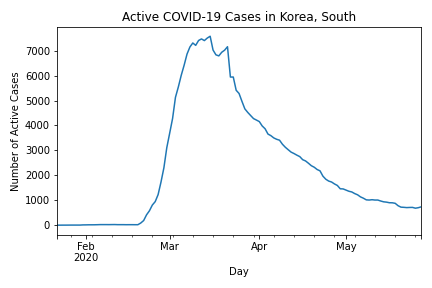 Active COVID-19 Cases in Korea, South
Number of Active Cases
7000
6000
5000
4000
3000
2000
1000
0
Feb
2020
Mar
Apr
May
Day